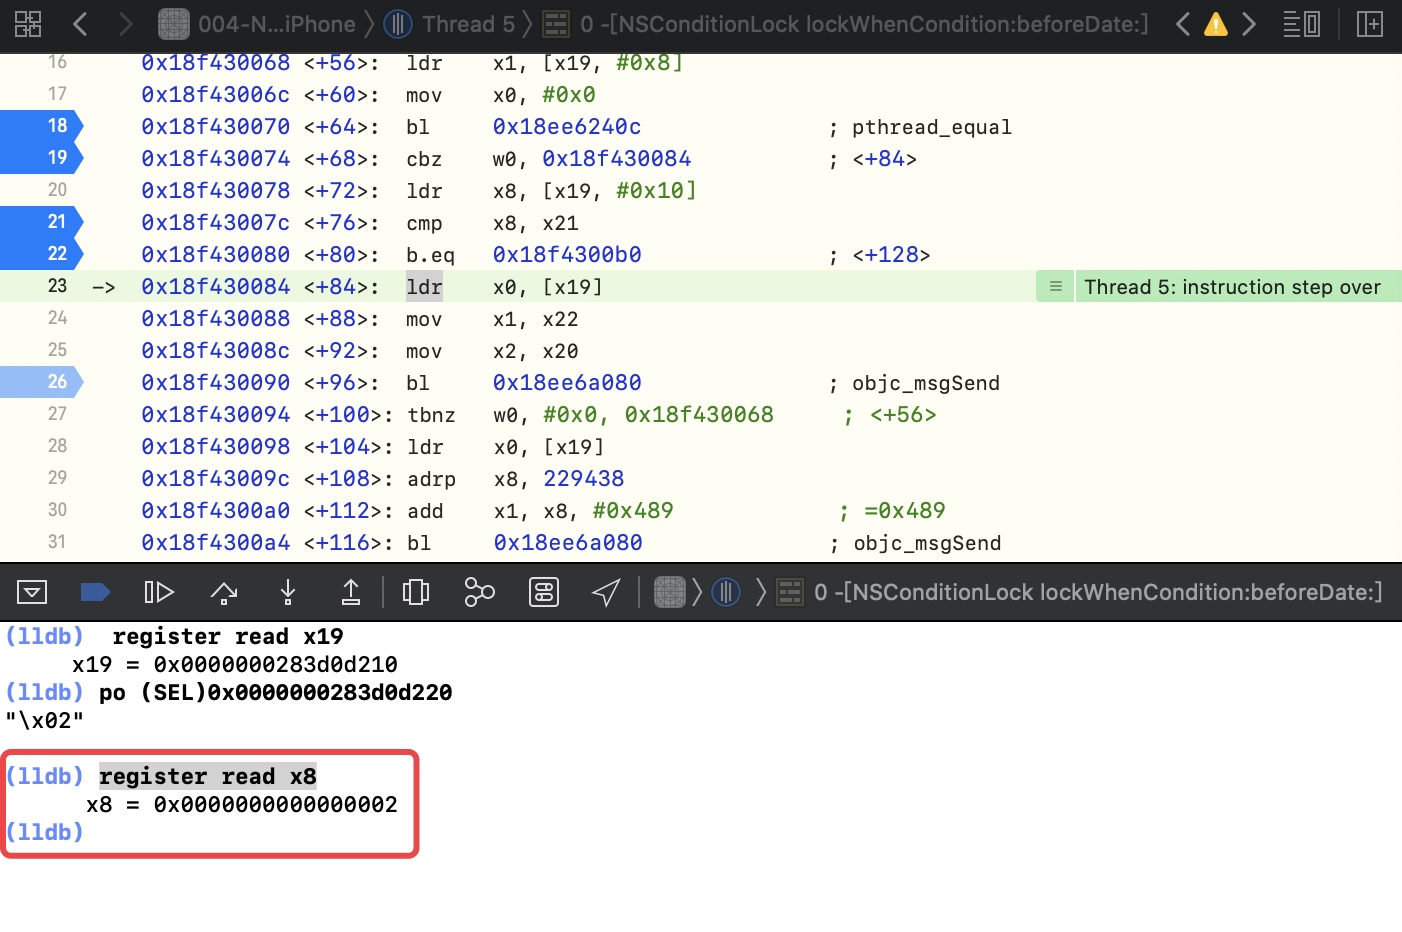 004-N...iPhone 〉 Thread 5 〉 0 -[NSConditionLock lockWhenCondition:beforeDate:]
16 0x18f430068 <+56>: ldr x1, [x19, #0x8]
17 0x18f43006c <+60>: mov x0, #0x0
18 0x18f430070 <+64>: bl 0x18ee6240c ; pthread_equal
19 0x18f430074 <+68>: cbz w0, 0x18f430084 ; <+84>
20 0x18f430078 <+72>: ldr x8, [x19, #0x10]
21 0x18f43007c <+76>: cmp x8, x21
22 0x18f430080 <+80>: b.eq 0x18f4300b0 ; <+128>
23 -> 0x18f430084 <+84>: ldr x0, [x19] Thread 5: instruction step over
24 0x18f430088 <+88>: mov x1, x22
25 0x18f43008c <+92>: mov x2, x20
26 0x18f430090 <+96>: bl 0x18ee6a080 ; objc_msgSend
27 0x18f430094 <+100>: tbnz w0, #0x0, 0x18f430068 ; <+56>
28 0x18f430098 <+104>: ldr x0, [x19]
29 0x18f43009c <+108>: adrp x8, 229438
30 0x18f4300a0 <+112>: add x1, x8, #0x489 ; =0x489
31 0x18f4300a4 <+116>: bl 0x18ee6a080 ; objc_msgSend
0 -[NSConditionLock lockWhenCondition:beforeDate:]
(lldb) register read x19
x19 = 0x0000000283d0d210
(lldb) po (SEL)0x0000000283d0d220
"\x02"
(lldb) register read x8
x8 = 0x0000000000000002
(lldb)